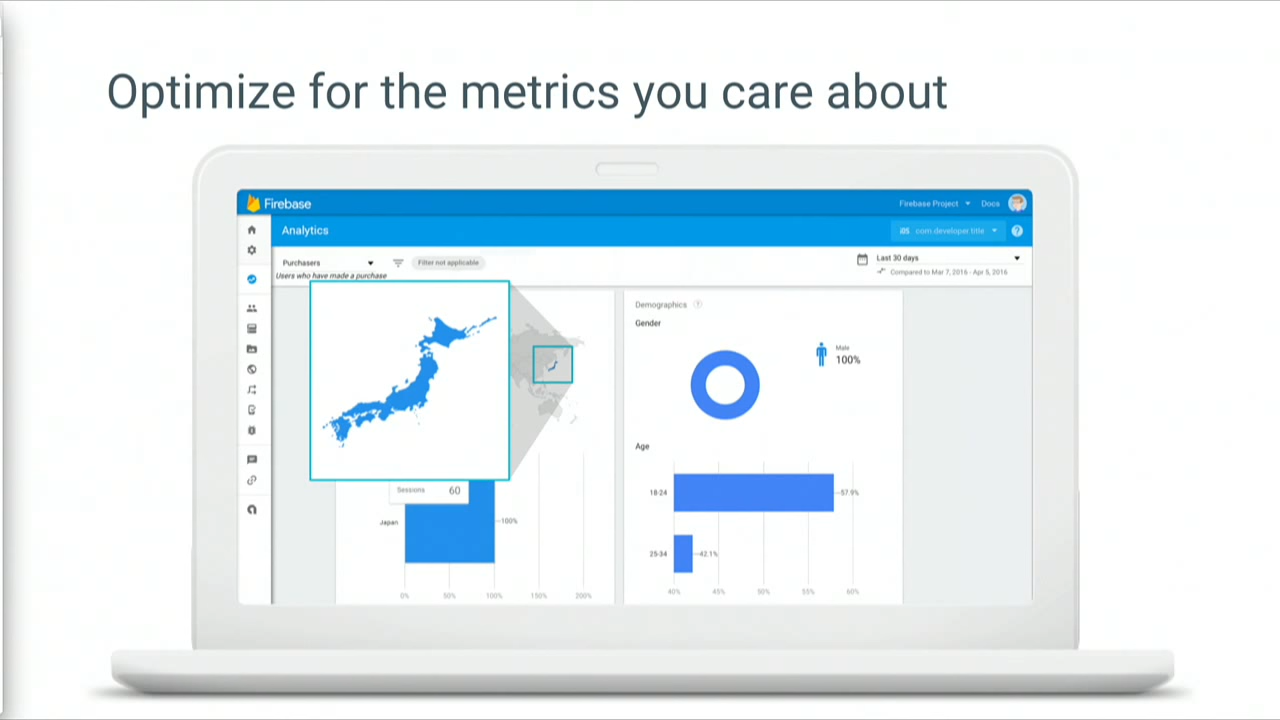 Optimize for the metrics you care about
Firebase
Firebase Project
Docs
Analytics
iOS com.developer.title
?
Purchasers
Filter not applicable
Last 30 days
Users who have made a purchase
Compared to Mar 7, 2016 - Apr 5, 2016
Demographics ?
Gender
Male
100%
Age
Sessions 60
18-24
57.9%
Japan
100%
25-34
42.1%
0% 50% 100% 150% 200%
40% 45% 50% 55% 60%